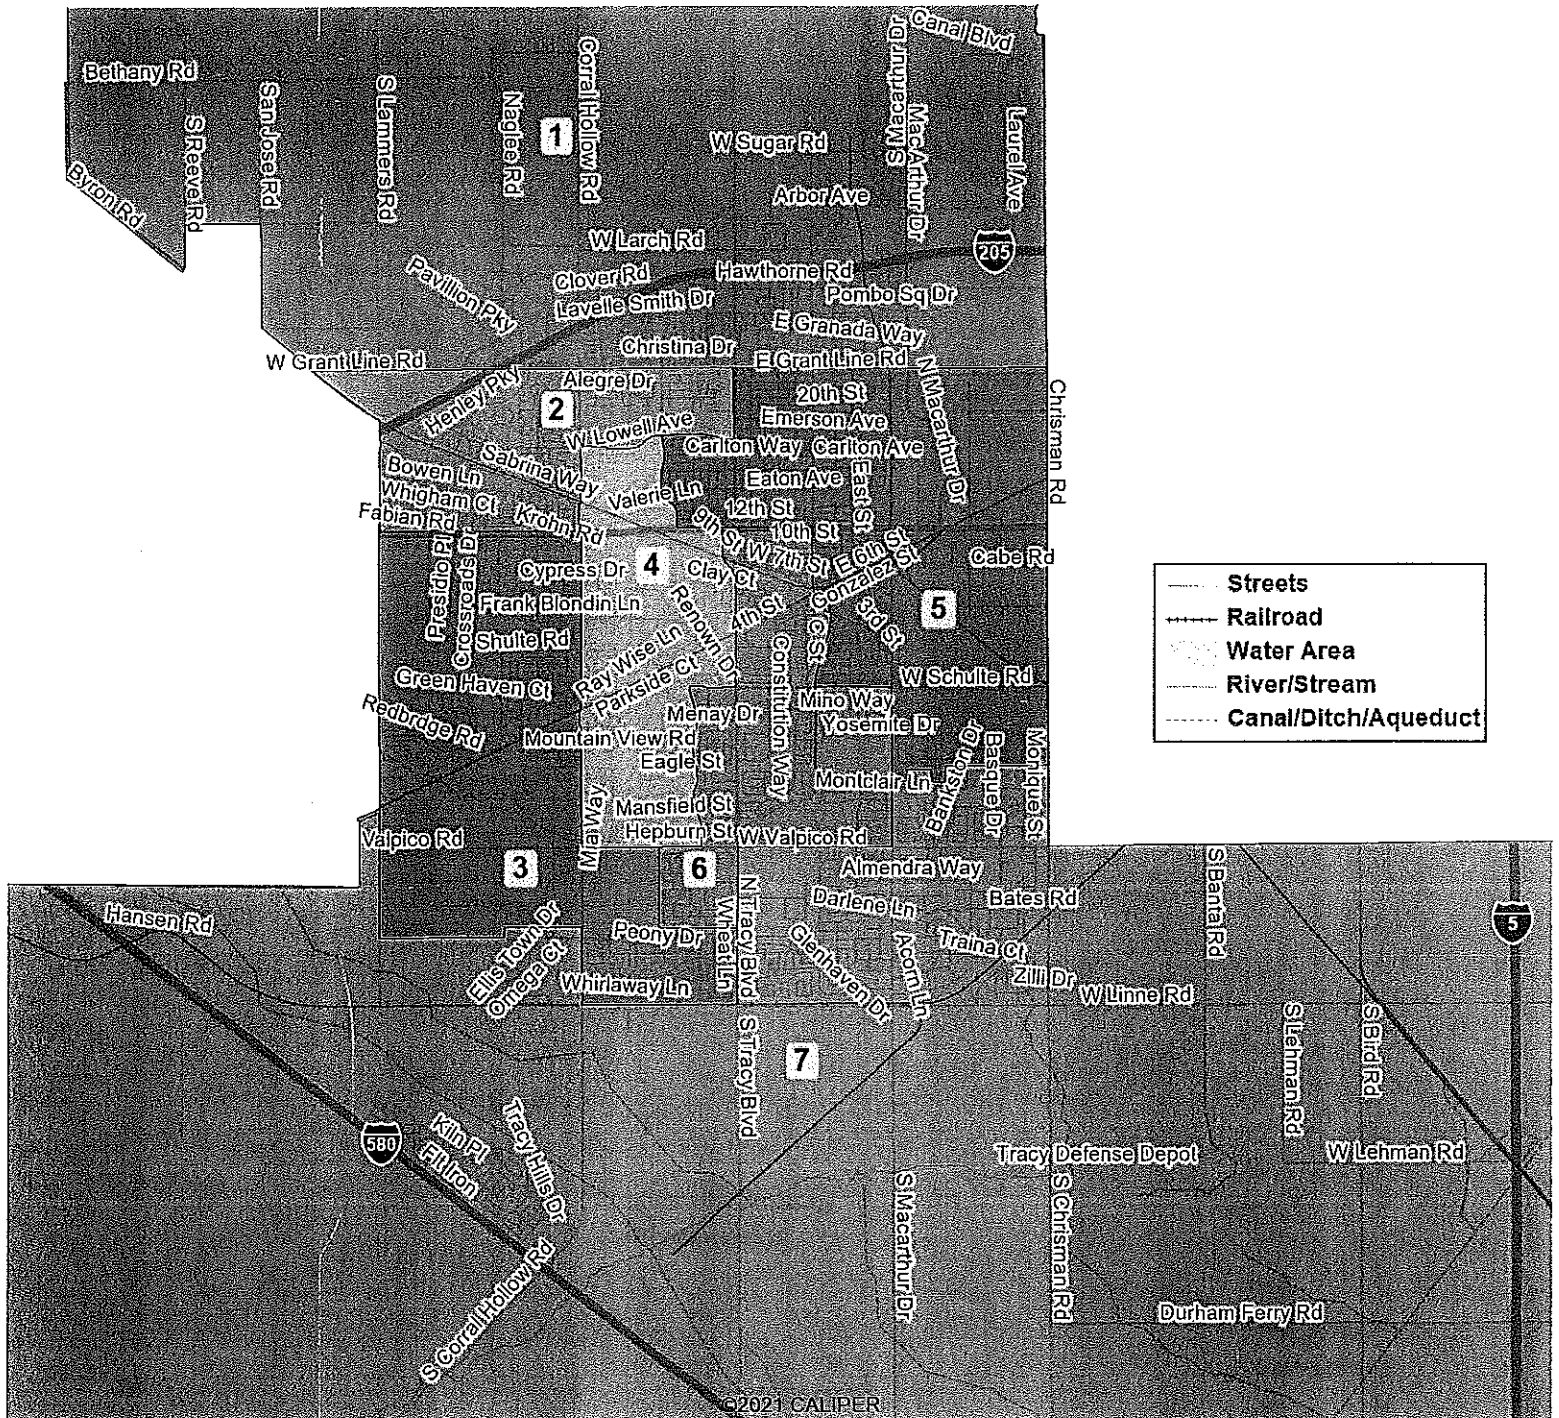 Canal Blvd
Bethany Rd
S Reeve Rd
San Jose Rd
S Lammers Rd
Naglee Rd
1
Corral Hollow Rd
W Sugar Rd
S Macarthur Dr
MacArthur Dr
Laurel Ave
Byron Rd
Arbor Ave
W Larch Rd
205
Pavillion Pky
Clover Rd
Hawthorne Rd
Lavelle Smith Dr
Pombo Sq Dr
E Granada Way
Christina Dr
W Grant Line Rd
E Grant Line Rd
Henley Pky
Alegre Dr
20th St
N Macarthur Dr
Chrisman Rd
2
Emerson Ave
W Lowell Ave
Carlton Way
Carlton Ave
Sabrina Way
Bowen Ln
Eaton Ave
East St
Whigham Ct
Valerie Ln
12th St
Fabian Rd
Krohn Rd
9th St
10th St
W 7th St
E 6th St
Cabe Rd
Presidio Pl
Crossroads Dr
Cypress Dr
4
Clay Ct
Gonzalez St
Streets
Railroad
Water Area
River/Stream
Canal/Ditch/Aqueduct
Frank Blondin Ln
Renown Dr
4th St
C St
3rd St
5
Shulte Rd
Ray Wise Ln
Constitution Way
W Schulte Rd
Green Haven Ct
Parkside Ct
Mino Way
Redbrdge Rd
Menay Dr
Yosemite Dr
Mountain View Rd
Bankston Dr
Basque Dr
Monique St
Eagle St
Montclair Ln
Mia Way
Mansfield St
Valpico Rd
Hepburn St
W Valpico Rd
3
6
Almendra Way
S Banta Rd
N Tracy Blvd
Wheat Ln
Darlene Ln
Bates Rd
Hansen Rd
5
Ellis Town Dr
Peony Dr
Glenhaven Dr
Acorn Ln
Traina Ct
Omega Ct
Whirlaway Ln
Zilli Dr
W Linne Rd
S Tracy Blvd
7
S Lehman Rd
S Bird Rd
580
Kiln Pl
Tracy Hills Dr
Flt Iron
Tracy Defense Depot
W Lehman Rd
S Macarthur Dr
S Chrisman Rd
S Corral Hollow Rd
Durham Ferry Rd
©2021 CALIPER